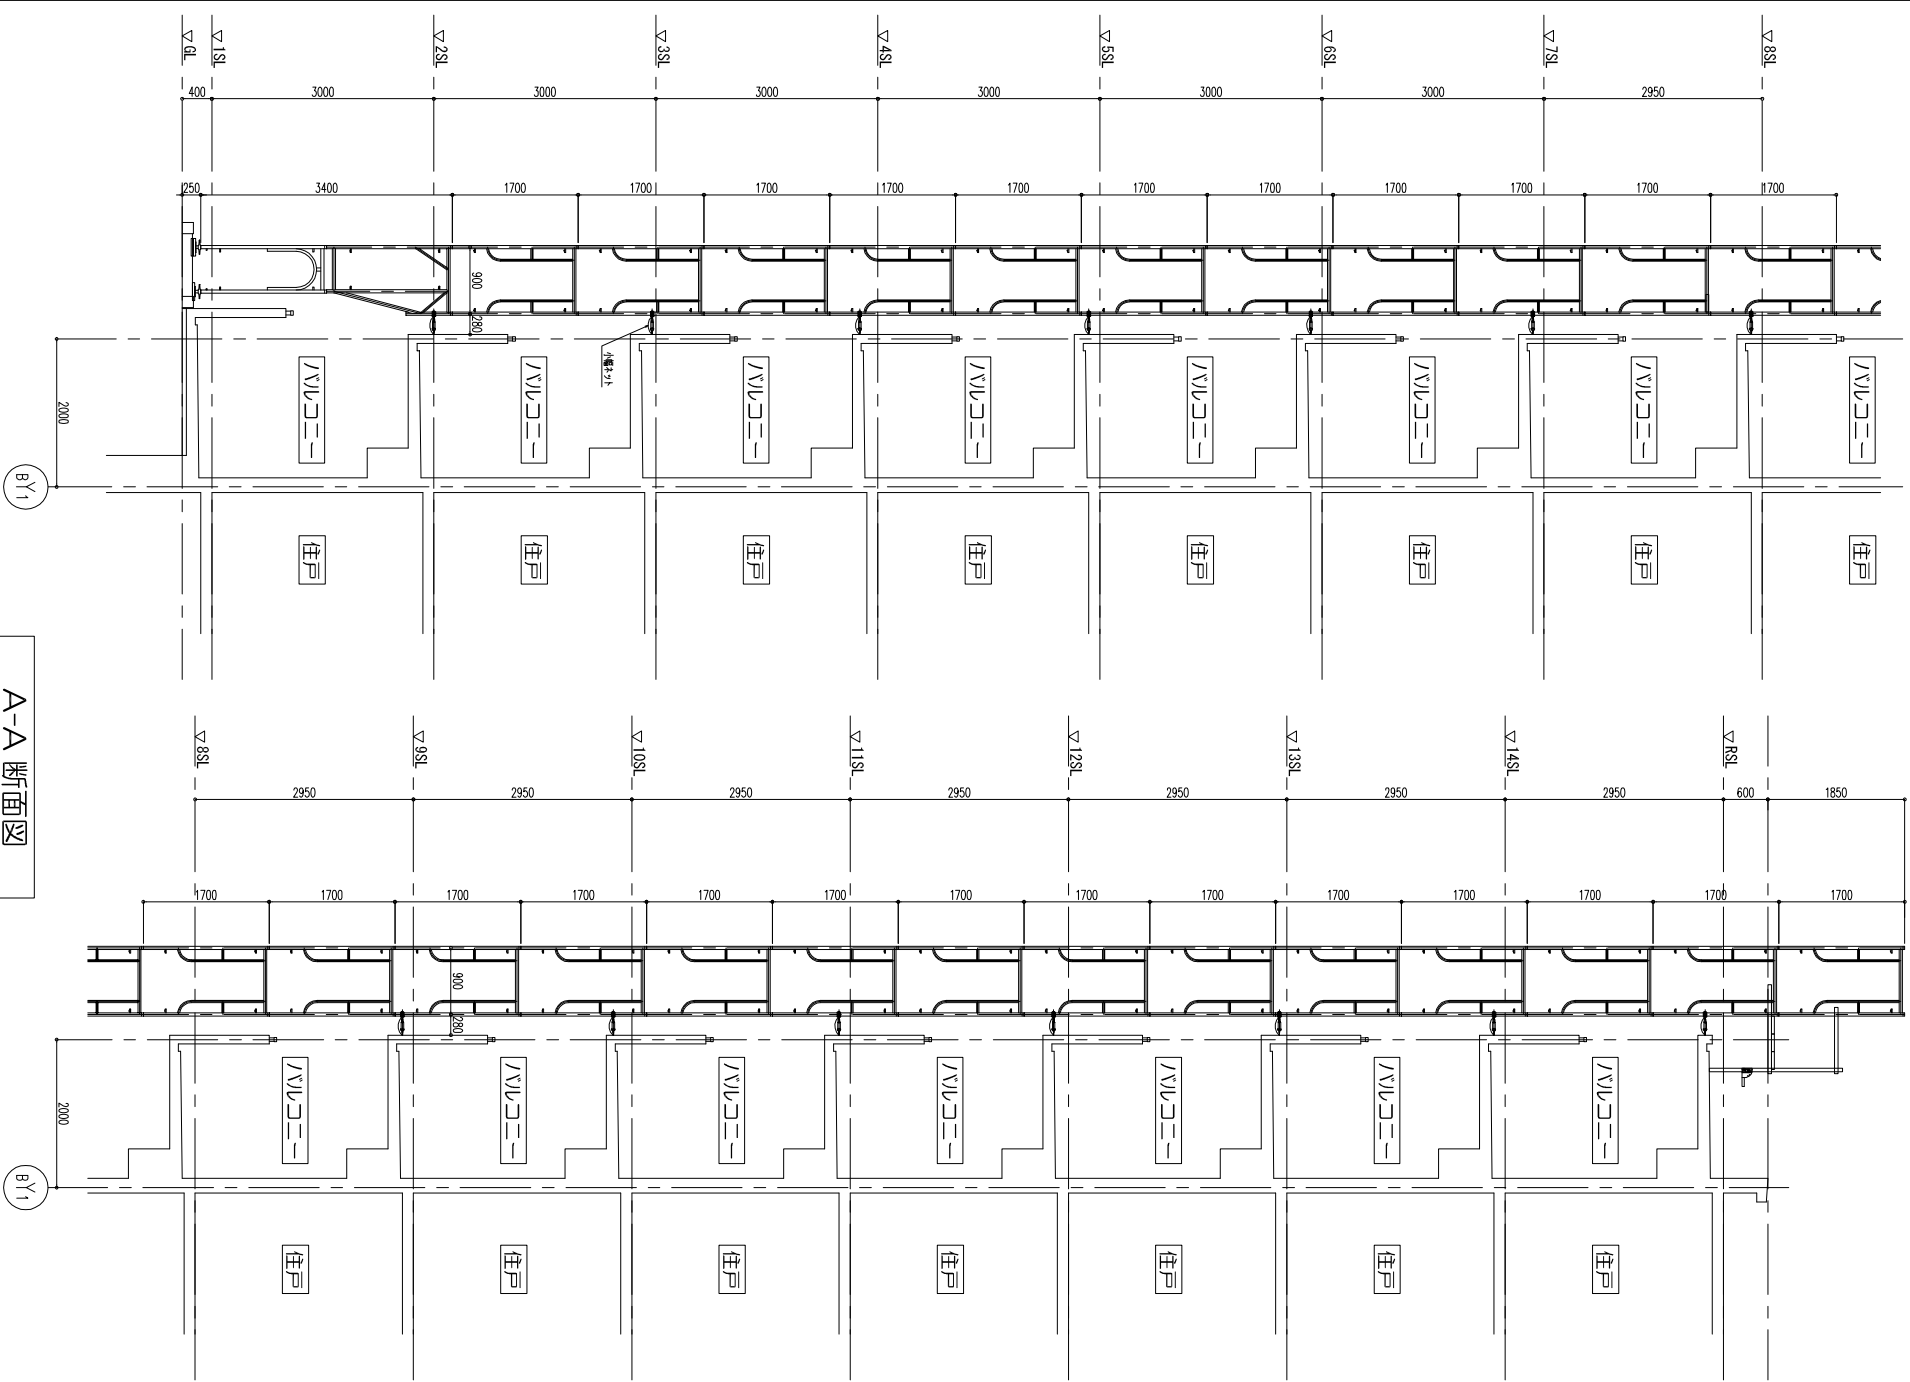 ▽GL
▽1SL
▽2SL
▽3SL
▽4SL
▽5SL
▽6SL
▽7SL
▽8SL
400
3000
3000
3000
3000
3000
3000
2950
250
3400
1700
1700
1700
1700
1700
1700
1700
1700
1700
1700
1700
900
280
小幅ネット
2000
バルコニー
バルコニー
バルコニー
バルコニー
バルコニー
バルコニー
バルコニー
バルコニー
BY1
住戸
住戸
住戸
住戸
住戸
住戸
住戸
住戸
A-A 断面図
▽8SL
▽9SL
▽10SL
▽11SL
▽12SL
▽13SL
▽14SL
▽RSL
2950
2950
2950
2950
2950
2950
2950
600
1850
1700
1700
1700
1700
1700
1700
1700
1700
1700
1700
1700
1700
1700
1700
900
280
2000
バルコニー
バルコニー
バルコニー
バルコニー
バルコニー
バルコニー
バルコニー
BY1
住戸
住戸
住戸
住戸
住戸
住戸
住戸